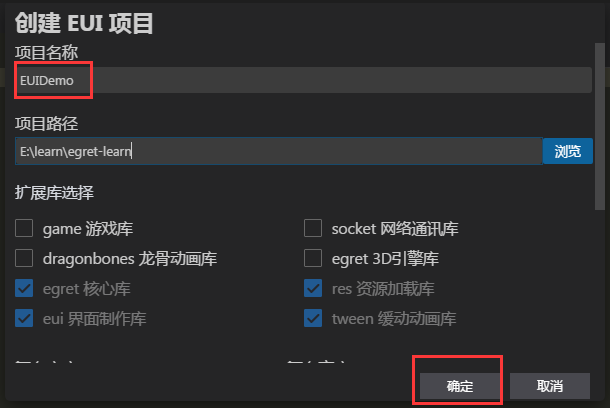 创建 EUI 项目
项目名称
EUIDemo
项目路径
E:\learn\egret-learn 浏览
扩展库选择
game 游戏库 socket 网络通讯库
dragonbones 龙骨动画库 egret 3D引擎库
egret 核心库 res 资源加载库
eui 界面制作库 tween 缓动动画库
确定 取消